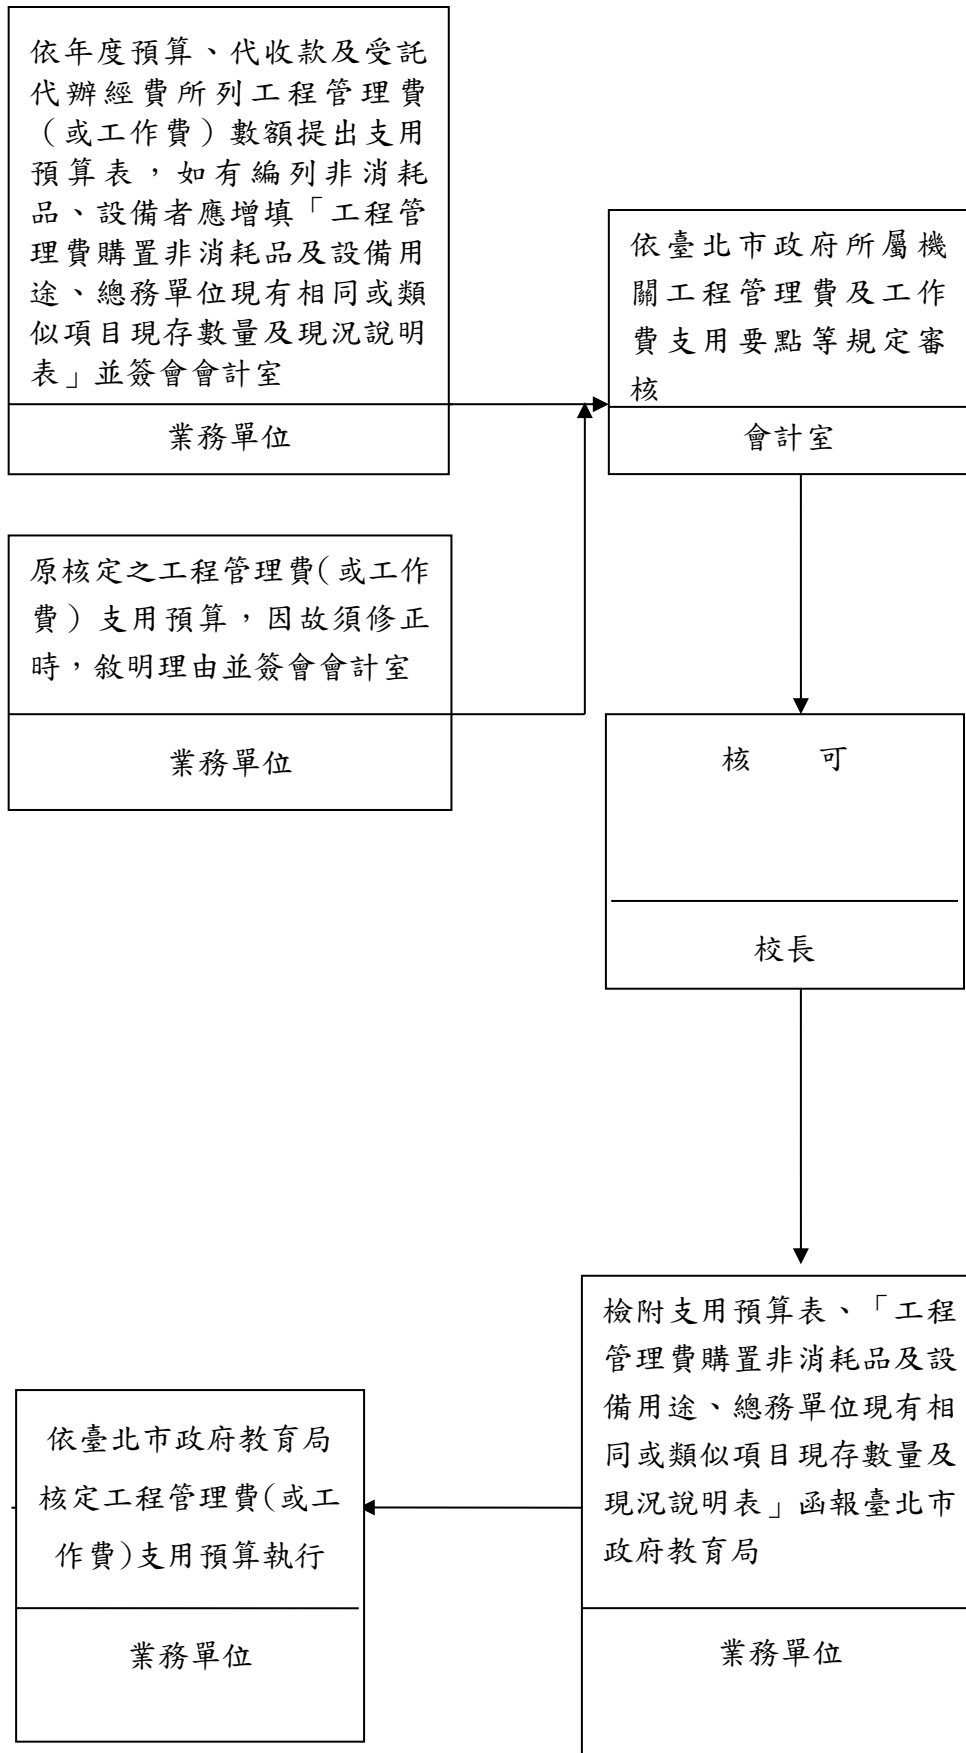 依年度預算、代收款及受託
代辦經費所列工程管理費
（或工作費）數額提出支用
預算表，如有編列非消耗
品、設備者應增填「工程管
理費購置非消耗品及設備用
途、總務單位現有相同或類
似項目現存數量及現況說明
表」並簽會會計室
業務單位
依臺北市政府所屬機
關工程管理費及工作
費支用要點等規定審
核
會計室
原核定之工程管理費(或工作
費）支用預算，因故須修正
時，敘明理由並簽會會計室
業務單位
核　可
校長
檢附支用預算表、「工程
管理費購置非消耗品及設
備用途、總務單位現有相
同或類似項目現存數量及
現況說明表」函報臺北市
政府教育局
業務單位
依臺北市政府教育局
核定工程管理費(或工
作費)支用預算執行
業務單位